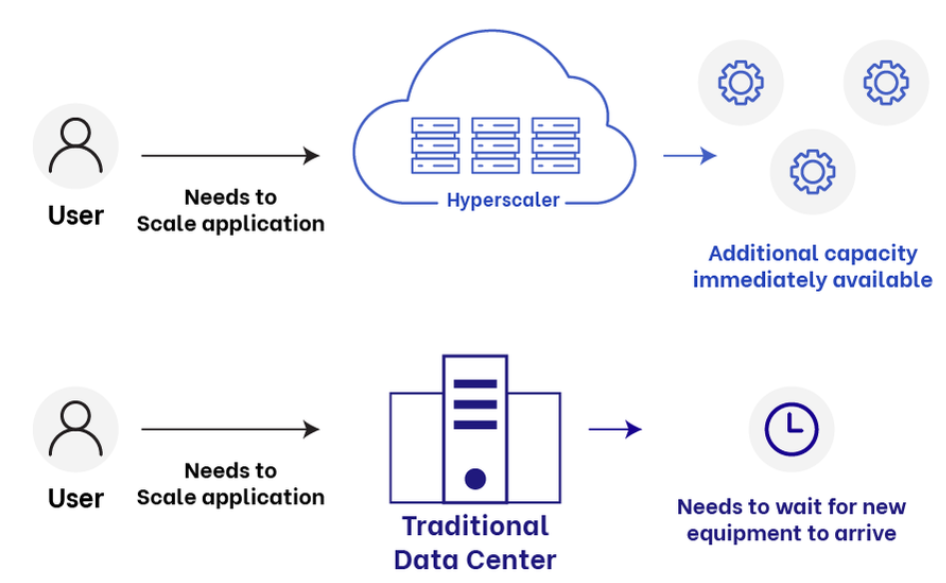 User
Needs to
Scale application
Hyperscaler
Additional capacity
immediately available
User
Needs to
Scale application
Traditional
Data Center
Needs to wait for new
equipment to arrive